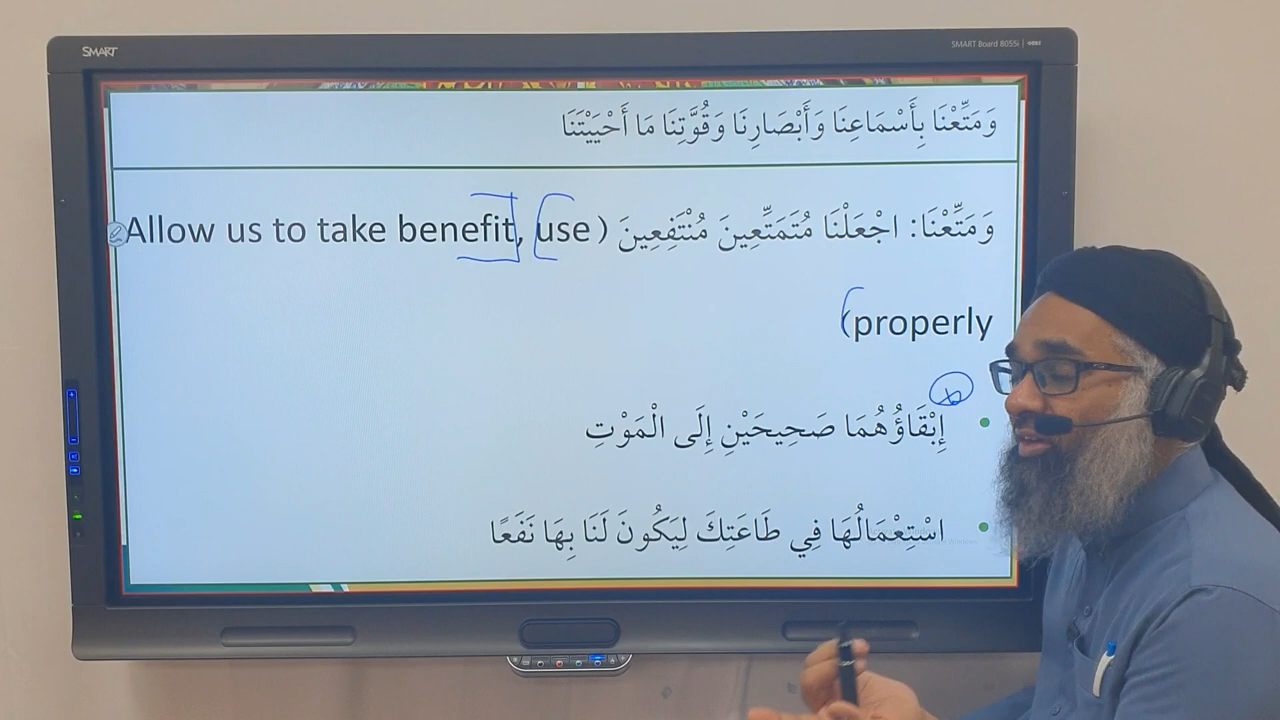 SMART
SMART Board 8055i
وَمَتِّعْنَا بِأَسْمَاعِنَا وَأَبْصَارِنَا وَقُوَّتِنَا مَا أَحْيَيْتَنَا
وَمَتِّعْنَا: اجْعَلْنَا مُتَمَتِّعِينَ مُنْتَفِعِينَ (Allow us to take benefit, use
properly)
إِبْقَاؤُهُمَا صَحِيحَيْنِ إِلَى الْمَوْتِ
اسْتِعْمَالُهَا فِي طَاعَتِكَ لِيَكُونَ لَنَا بِهَا نَفَعًا